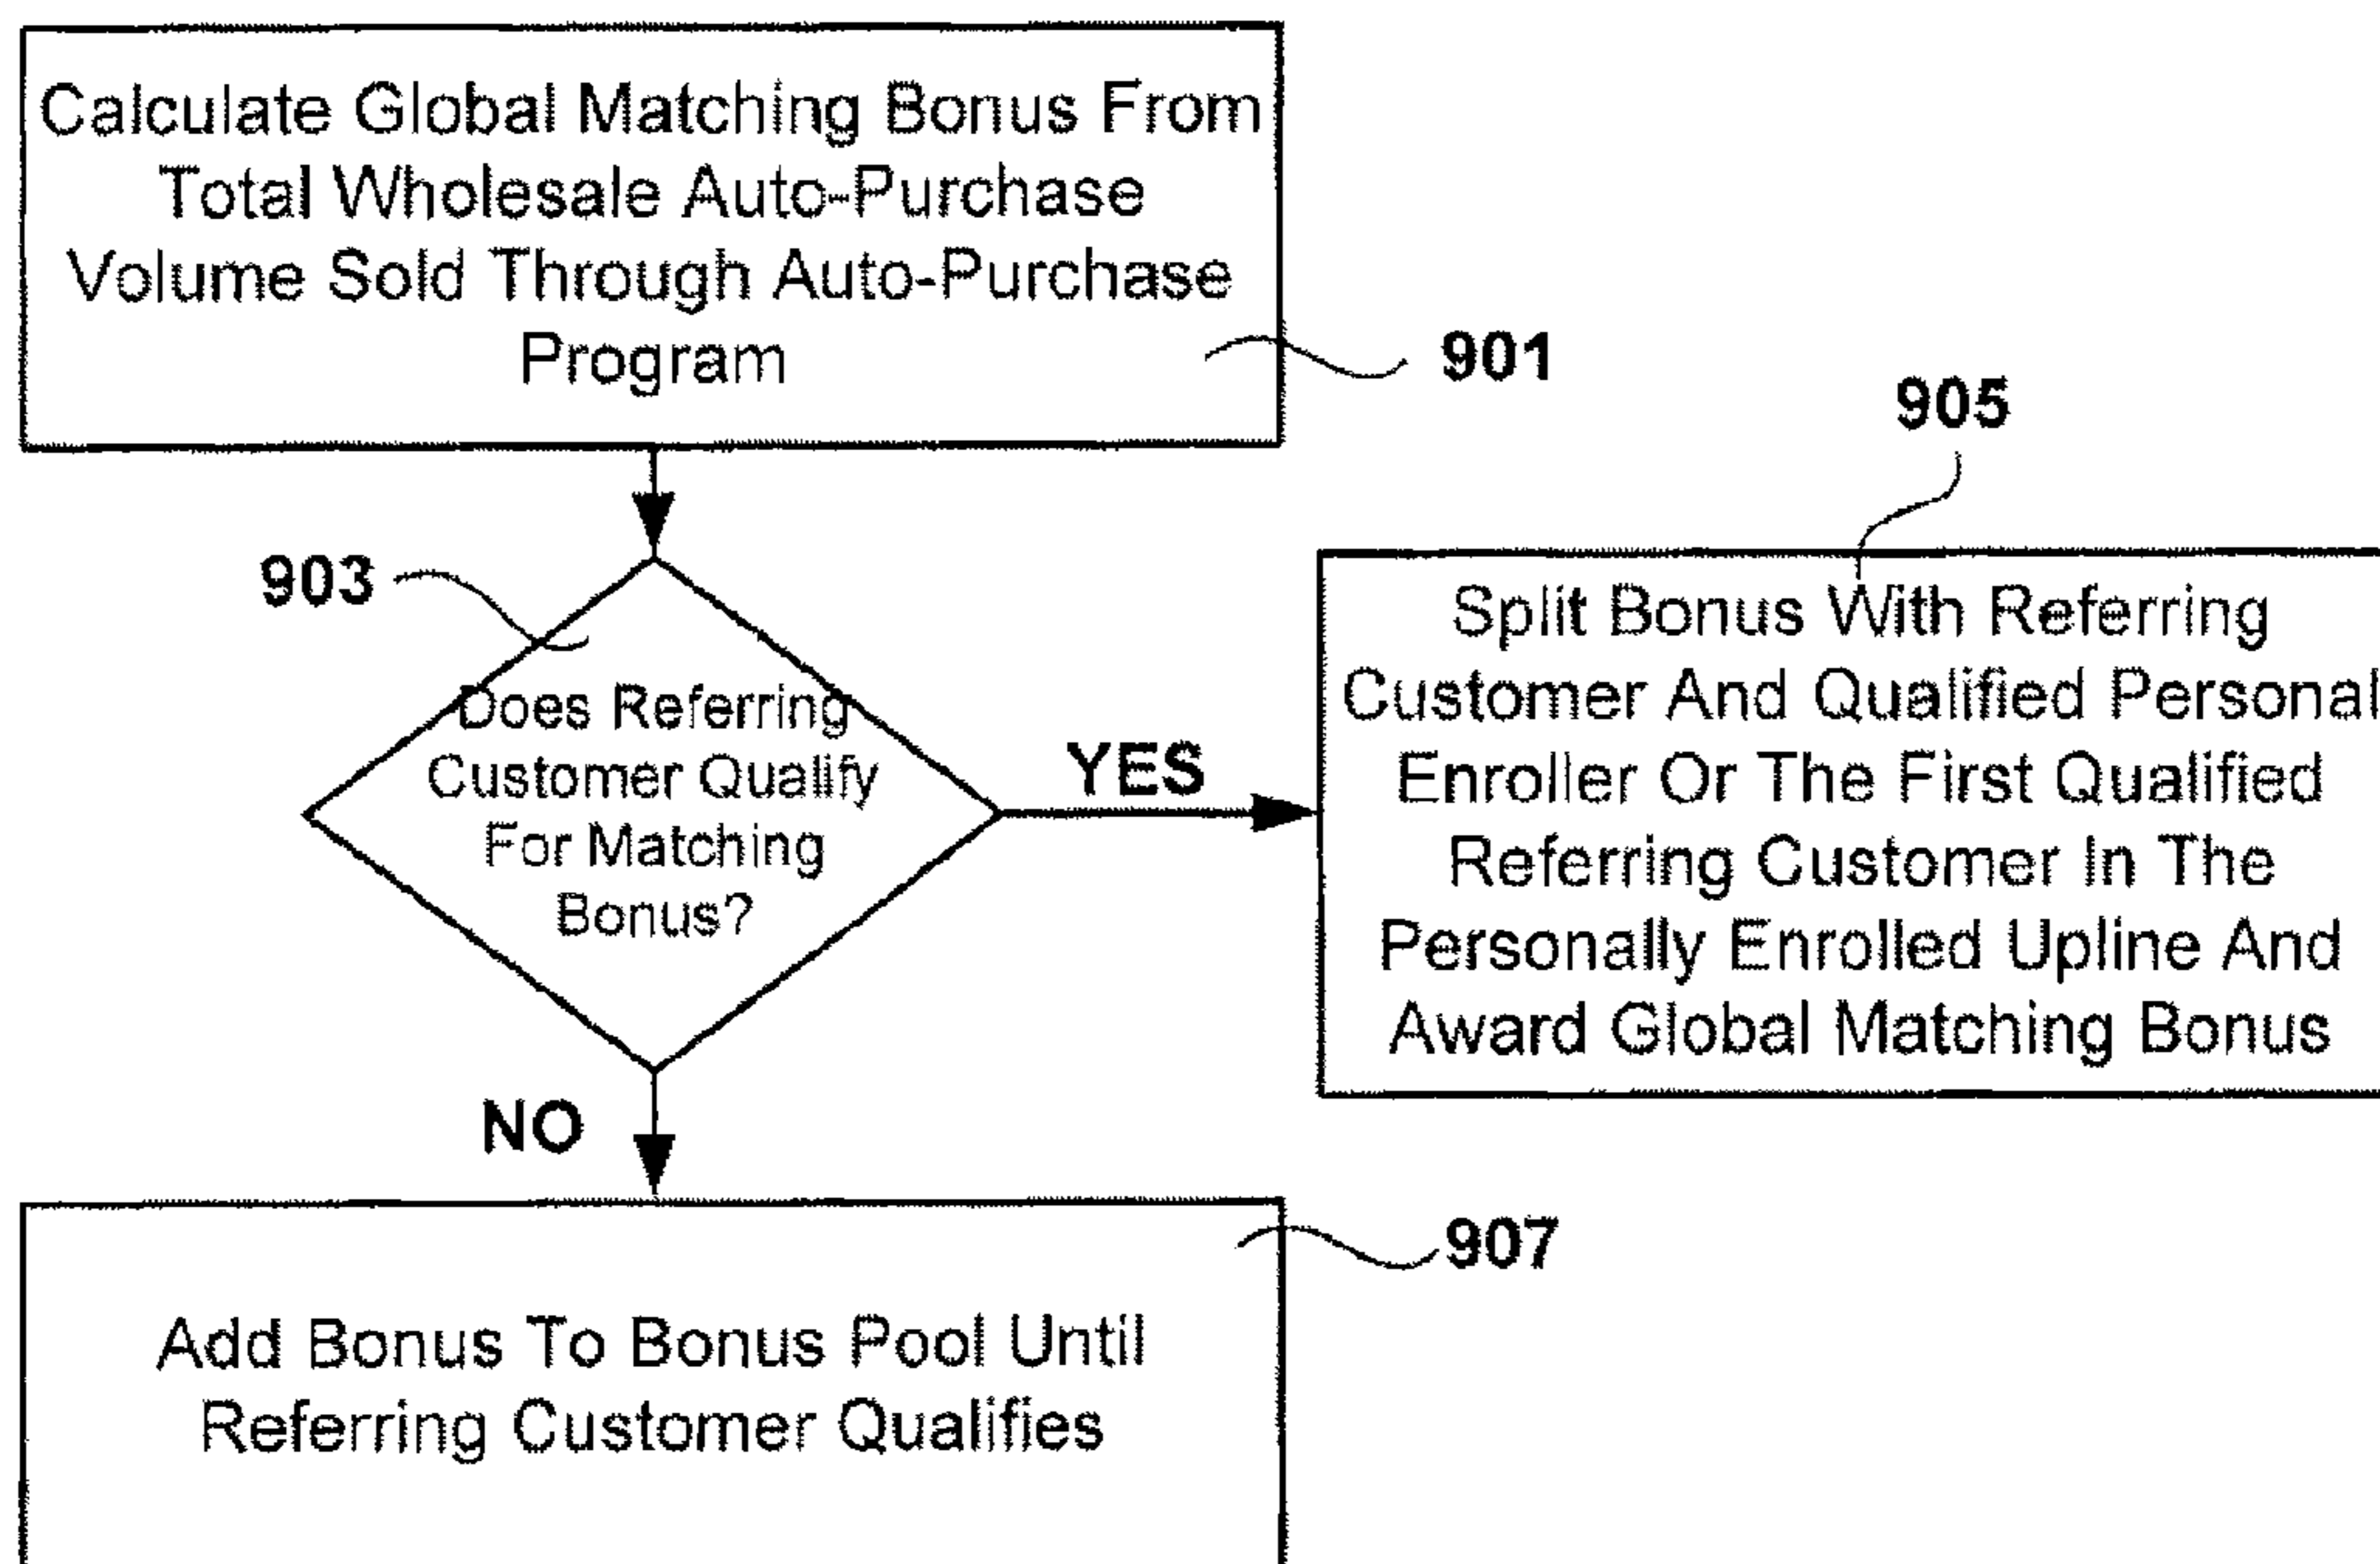 Calculate Global Matching Bonus From
Total Wholesale Auto-Purchase
Volume Sold Through Auto-Purchase
Program
901
905
903
Does Referring
Customer Qualify
For Matching
Bonus?
YES
Split Bonus With Referring
Customer And Qualified Personal
Enroller Or The First Qualified
Referring Customer In The
Personally Enrolled Upline And
Award Global Matching Bonus
NO
907
Add Bonus To Bonus Pool Until
Referring Customer Qualifies